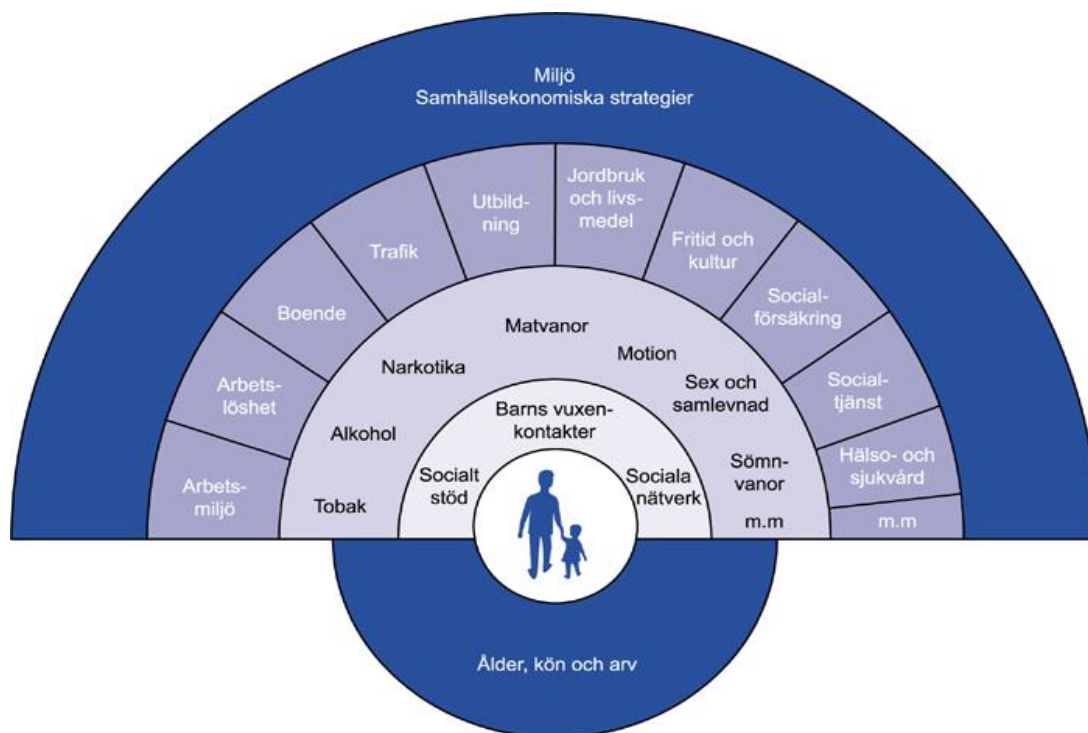 Miljö
Samhällsekonomiska strategier
Arbets-
miljö
Arbets-
löshet
Boende
Trafik
Utbild-
ning
Jordbruk
och livs-
medel
Fritid och
kultur
Social-
försäkring
Social-
tjänst
Hälso- och
sjukvård
m.m
Tobak
Alkohol
Narkotika
Matvanor
Motion
Sex och
samlevnad
Sömn-
vanor
m.m
Socialt
stöd
Barns vuxen-
kontakter
Sociala
nätverk
Ålder, kön och arv